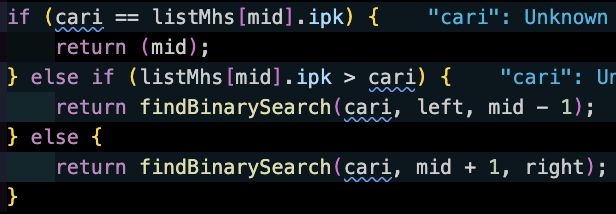 if (cari == listMhs[mid].ipk) {     "cari": Unknown
    return (mid);
} else if (listMhs[mid].ipk > cari) {     "cari": Un
    return findBinarySearch(cari, left, mid - 1);
} else {
    return findBinarySearch(cari, mid + 1, right);
}